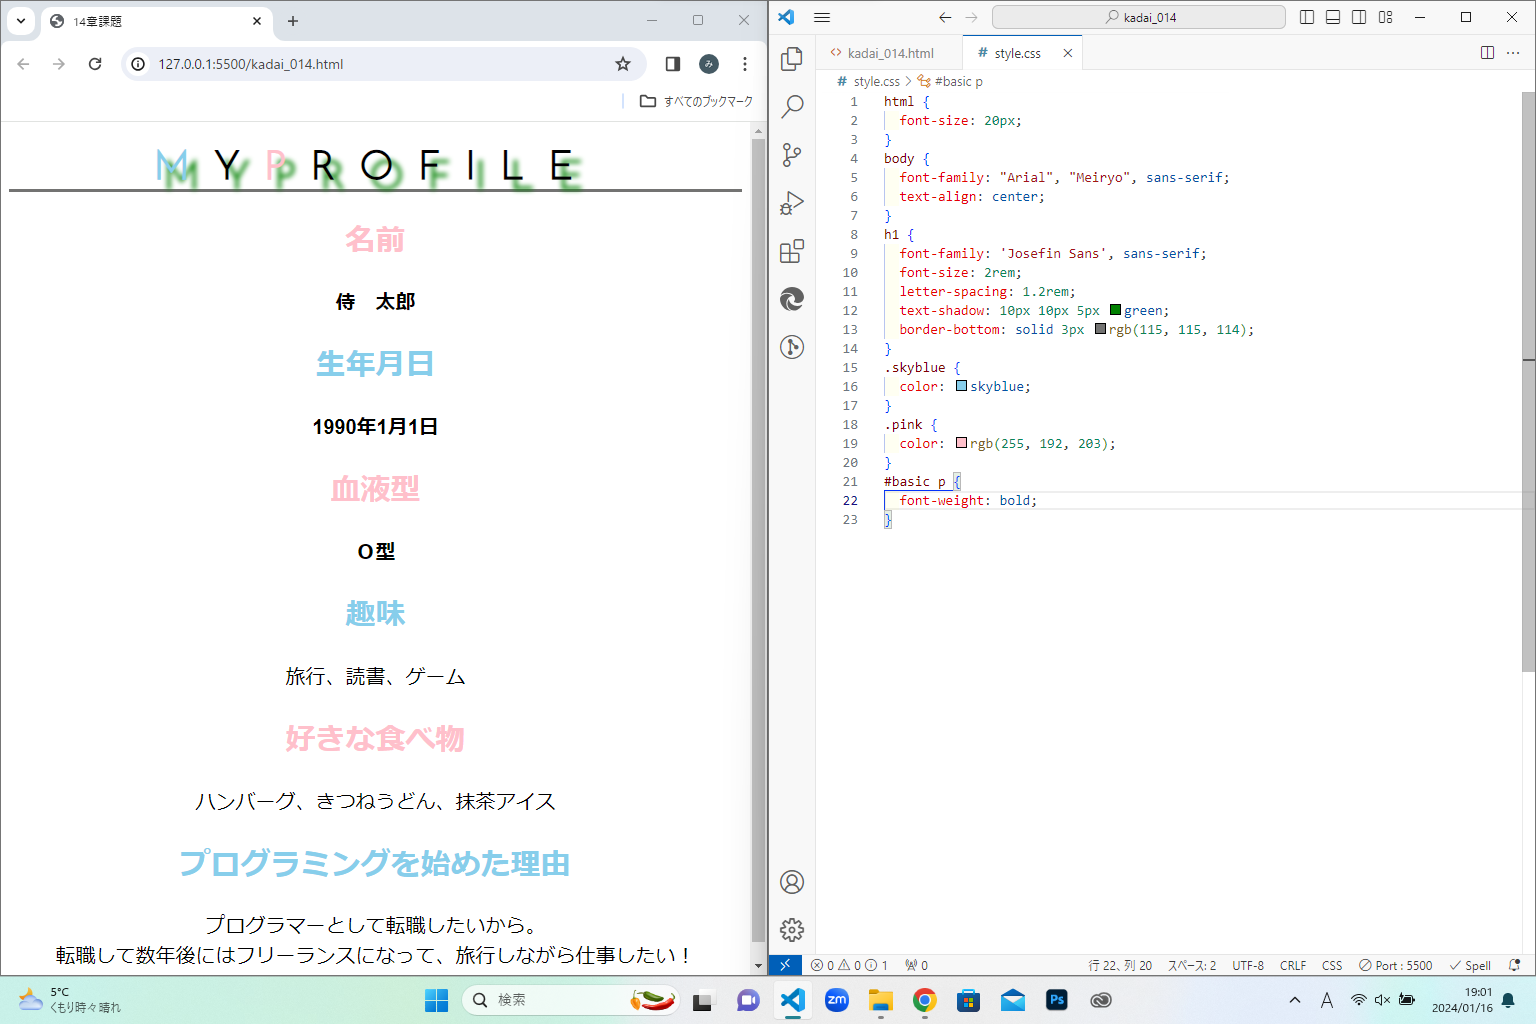 14章課題
127.0.0.1:5500/kadai_014.html
み
すべてのブックマーク
MYPROFILE
名前
侍　太郎
生年月日
1990年1月1日
血液型
O型
趣味
旅行、読書、ゲーム
好きな食べ物
ハンバーグ、きつねうどん、抹茶アイス
プログラミングを始めた理由
プログラマーとして転職したいから。
転職して数年後にはフリーランスになって、旅行しながら仕事したい！
kadai_014
<> kadai_014.html
# style.css
# style.css > #basic p
1 html {
2   font-size: 20px;
3 }
4 body {
5   font-family: "Arial", "Meiryo", sans-serif;
6   text-align: center;
7 }
8 h1 {
9   font-family: 'Josefin Sans', sans-serif;
10   font-size: 2rem;
11   letter-spacing: 1.2rem;
12   text-shadow: 10px 10px 5px green;
13   border-bottom: solid 3px rgb(115, 115, 114);
14 }
15 .skyblue {
16   color: skyblue;
17 }
18 .pink {
19   color: rgb(255, 192, 203);
20 }
21 #basic p {
22   font-weight: bold;
23 }
0 0 1 0
行 22、列 20 スペース: 2 UTF-8 CRLF CSS Port : 5500 Spell
5°C
くもり時々晴れ
検索
zm
Ps
A
19:01
2024/01/16